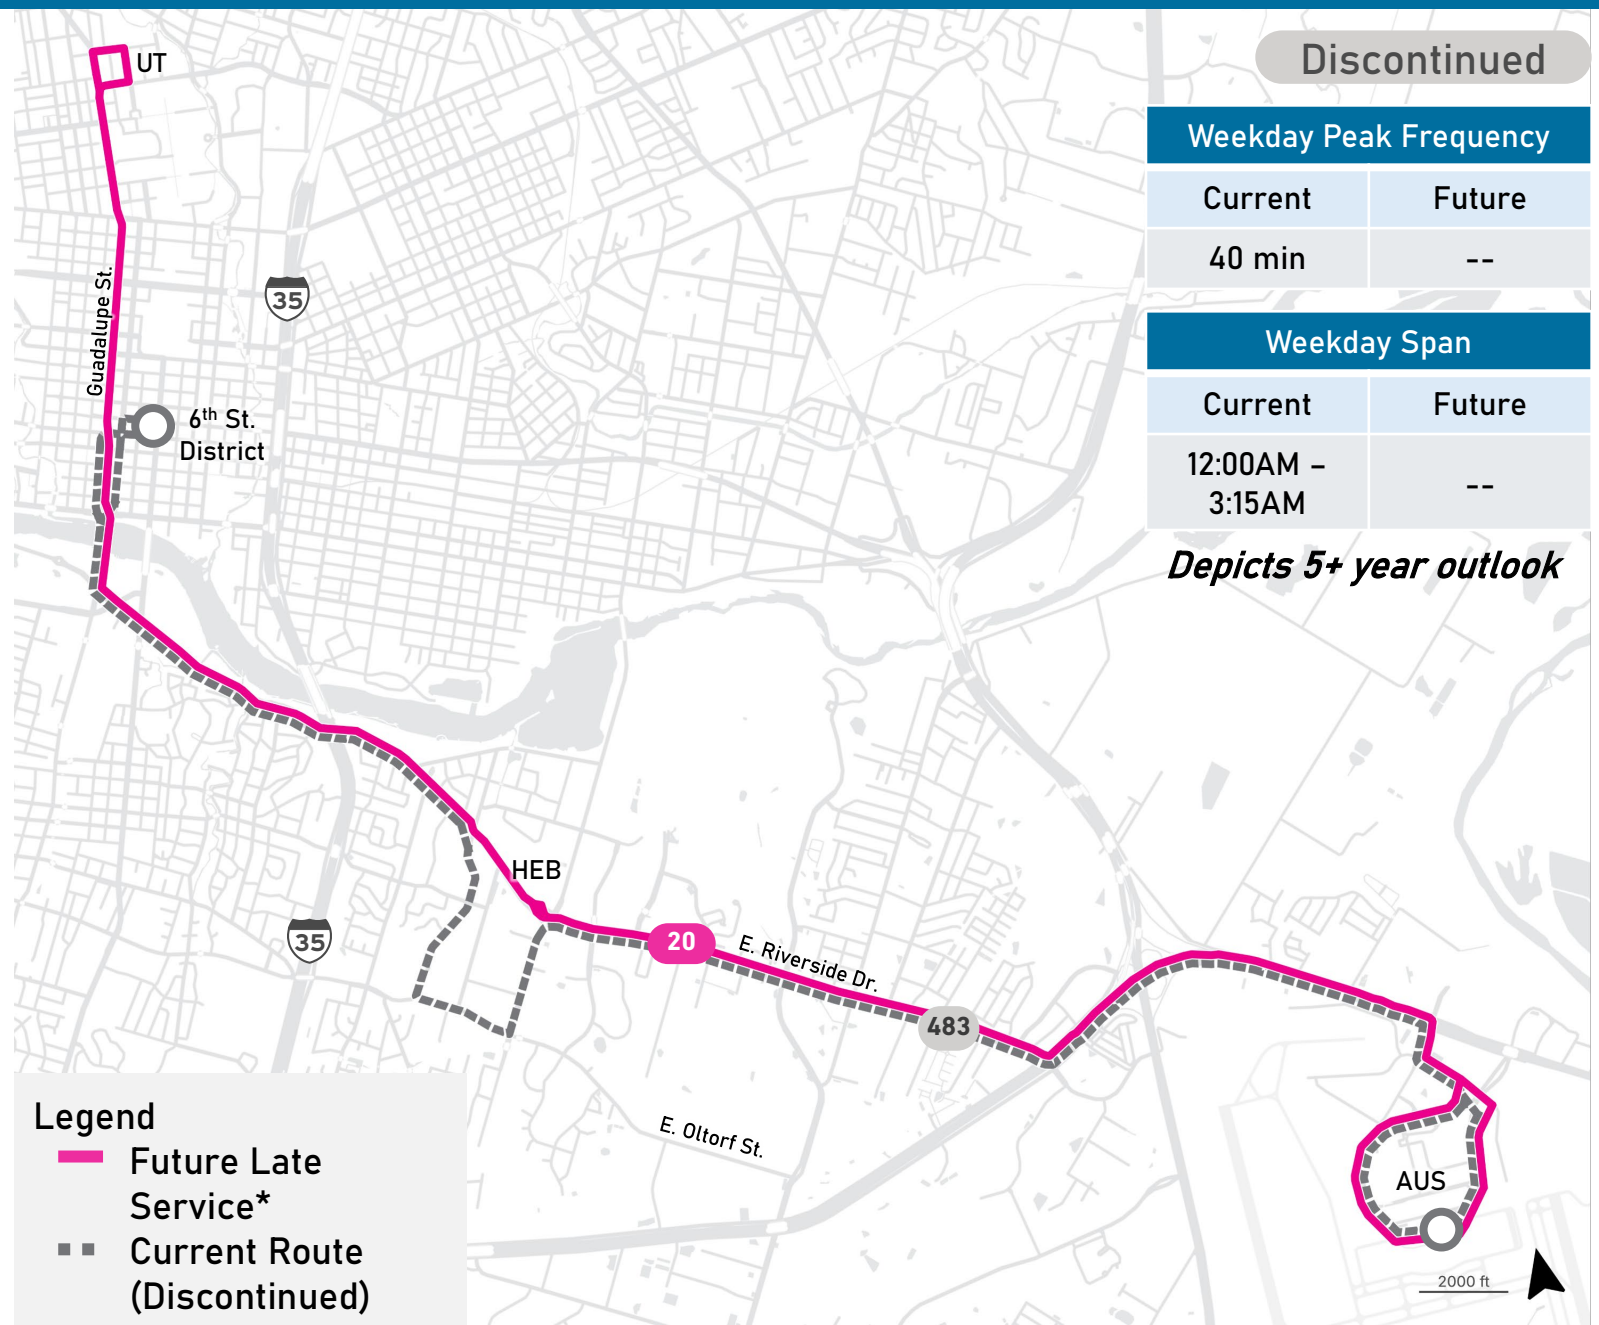 UT
Discontinued
Weekday Peak Frequency
Current Future
40 min --
Guadalupe St.
35
Weekday Span
Current Future
12:00AM –
3:15AM
--
6th St.
District
Depicts 5+ year outlook
HEB
35
20
E. Riverside Dr.
483
E. Oltorf St.
AUS
2000 ft
Legend
Future Late
Service*
Current Route
(Discontinued)